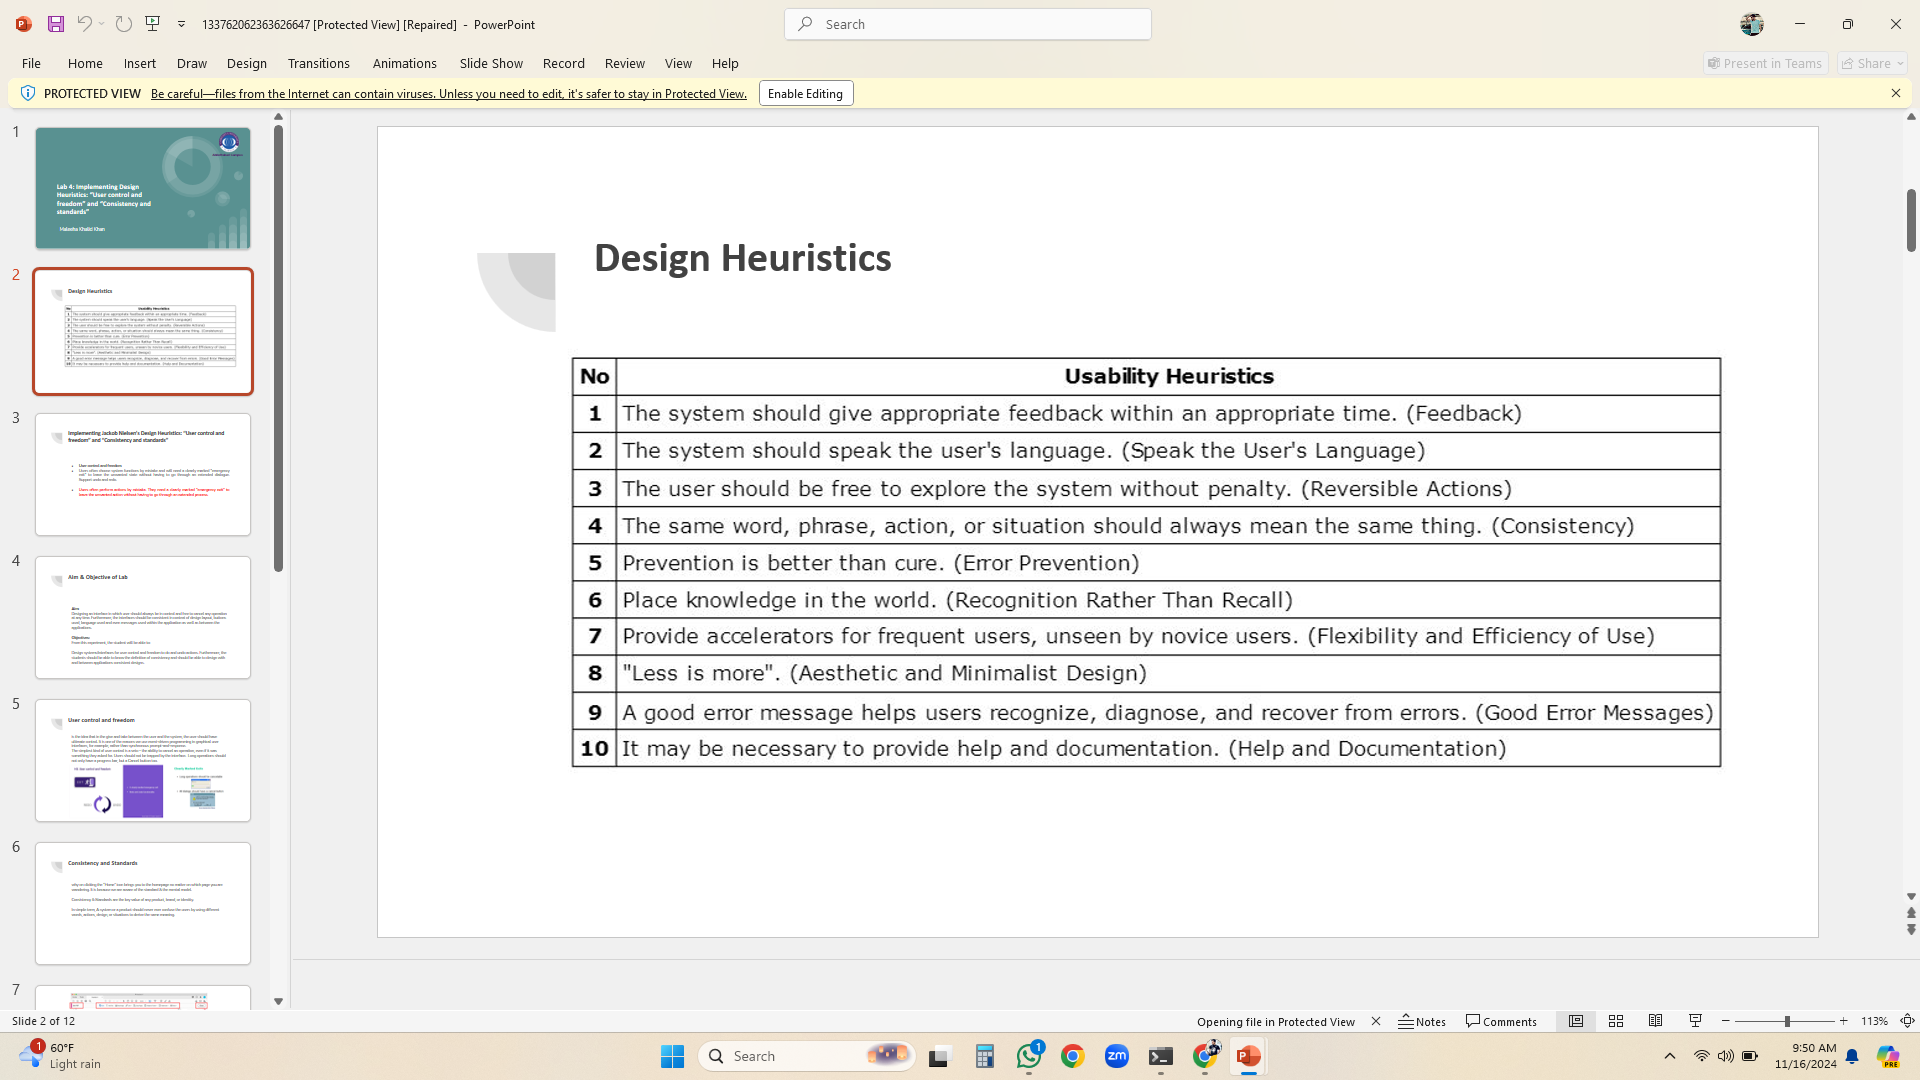 133762062363626647 [Protected View] [Repaired] - PowerPoint
Search
File Home Insert Draw Design Transitions Animations Slide Show Record Review View Help
Present in Teams
Share
PROTECTED VIEW Be careful—files from the Internet can contain viruses. Unless you need to edit, it's safer to stay in Protected View. Enable Editing
1
Lab 4: Implementing Design
Heuristics: "User control and
freedom" and "Consistency and
standards"
Maleeha Khalid Khan
2
Design Heuristics
3
Implementing Jackob Nielsen's Design Heuristics: "User control and
freedom" and "Consistency and standards"
User control and freedom
4
Aim & Objective of Lab
Aim
Objectives
5
User control and freedom
6
Consistency and Standards
7
Design Heuristics
No Usability Heuristics
1 The system should give appropriate feedback within an appropriate time. (Feedback)
2 The system should speak the user's language. (Speak the User's Language)
3 The user should be free to explore the system without penalty. (Reversible Actions)
4 The same word, phrase, action, or situation should always mean the same thing. (Consistency)
5 Prevention is better than cure. (Error Prevention)
6 Place knowledge in the world. (Recognition Rather Than Recall)
7 Provide accelerators for frequent users, unseen by novice users. (Flexibility and Efficiency of Use)
8 "Less is more". (Aesthetic and Minimalist Design)
9 A good error message helps users recognize, diagnose, and recover from errors. (Good Error Messages)
10 It may be necessary to provide help and documentation. (Help and Documentation)
Slide 2 of 12
Opening file in Protected View
Notes
Comments
113%
1
60°F
Light rain
Search
1
zm
9:50 AM
11/16/2024
PRE